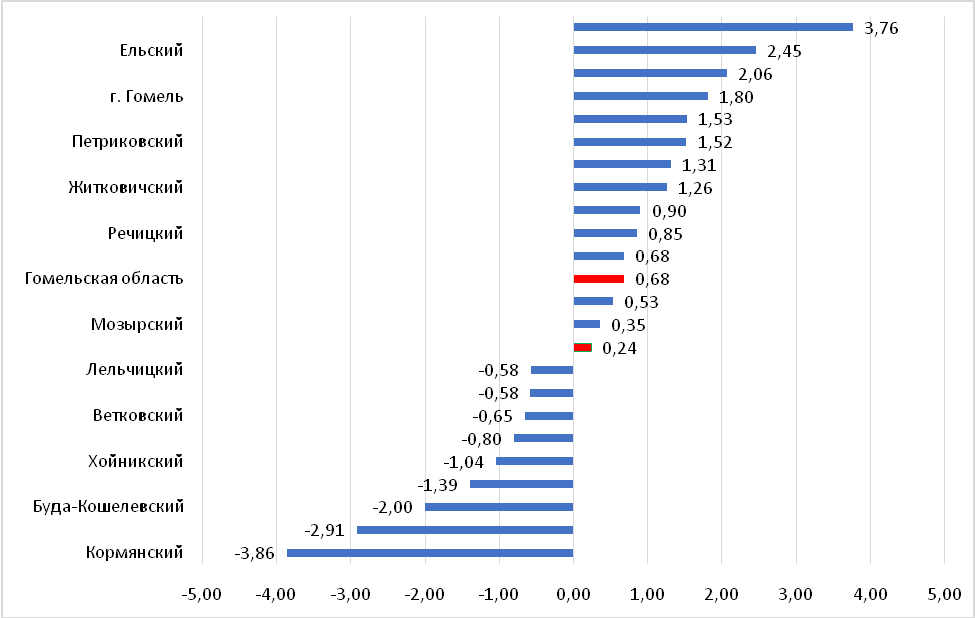 3,76
Ельский 2,45
2,06
г. Гомель 1,80
1,53
Петриковский 1,52
1,31
Житковичский 1,26
0,90
Речицкий 0,85
0,68
Гомельская область 0,68
0,53
Мозырский 0,35
0,24
Лельчицкий -0,58
-0,58
Ветковский -0,65
-0,80
Хойникский -1,04
-1,39
Буда-Кошелевский -2,00
-2,91
Кормянский -3,86
-5,00 -4,00 -3,00 -2,00 -1,00 0,00 1,00 2,00 3,00 4,00 5,00